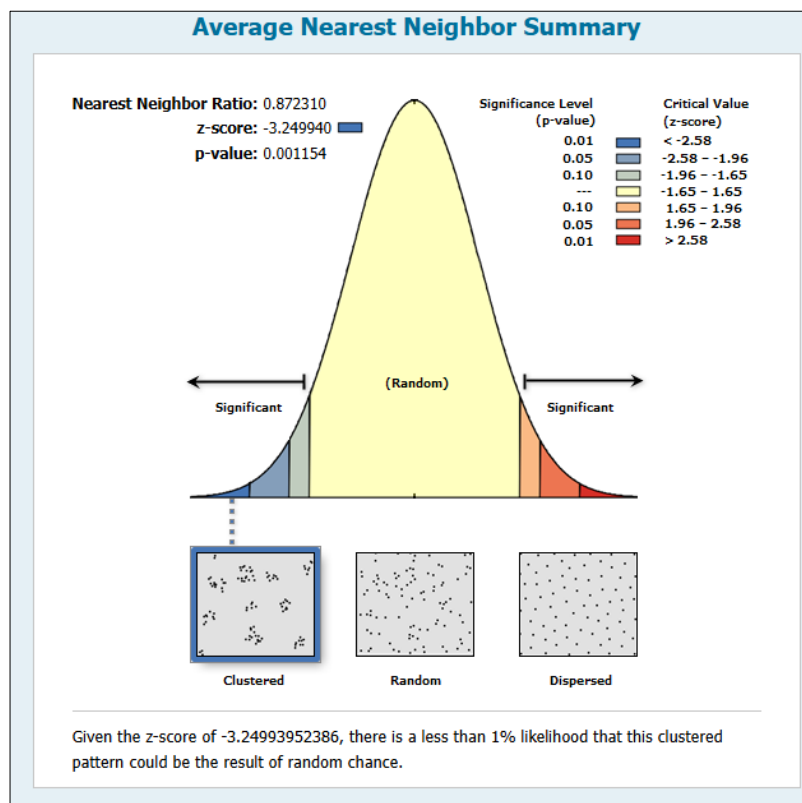 Average Nearest Neighbor Summary
Nearest Neighbor Ratio: 0.872310
z-score: -3.249940
p-value: 0.001154
Significance Level
(p-value)
Critical Value
(z-score)
0.01 < -2.58
0.05 -2.58 – -1.96
0.10 -1.96 – -1.65
--- -1.65 – 1.65
0.10 1.65 – 1.96
0.05 1.96 – 2.58
0.01 > 2.58
(Random)
Significant Significant
Clustered Random Dispersed
Given the z-score of -3.24993952386, there is a less than 1% likelihood that this clustered
pattern could be the result of random chance.